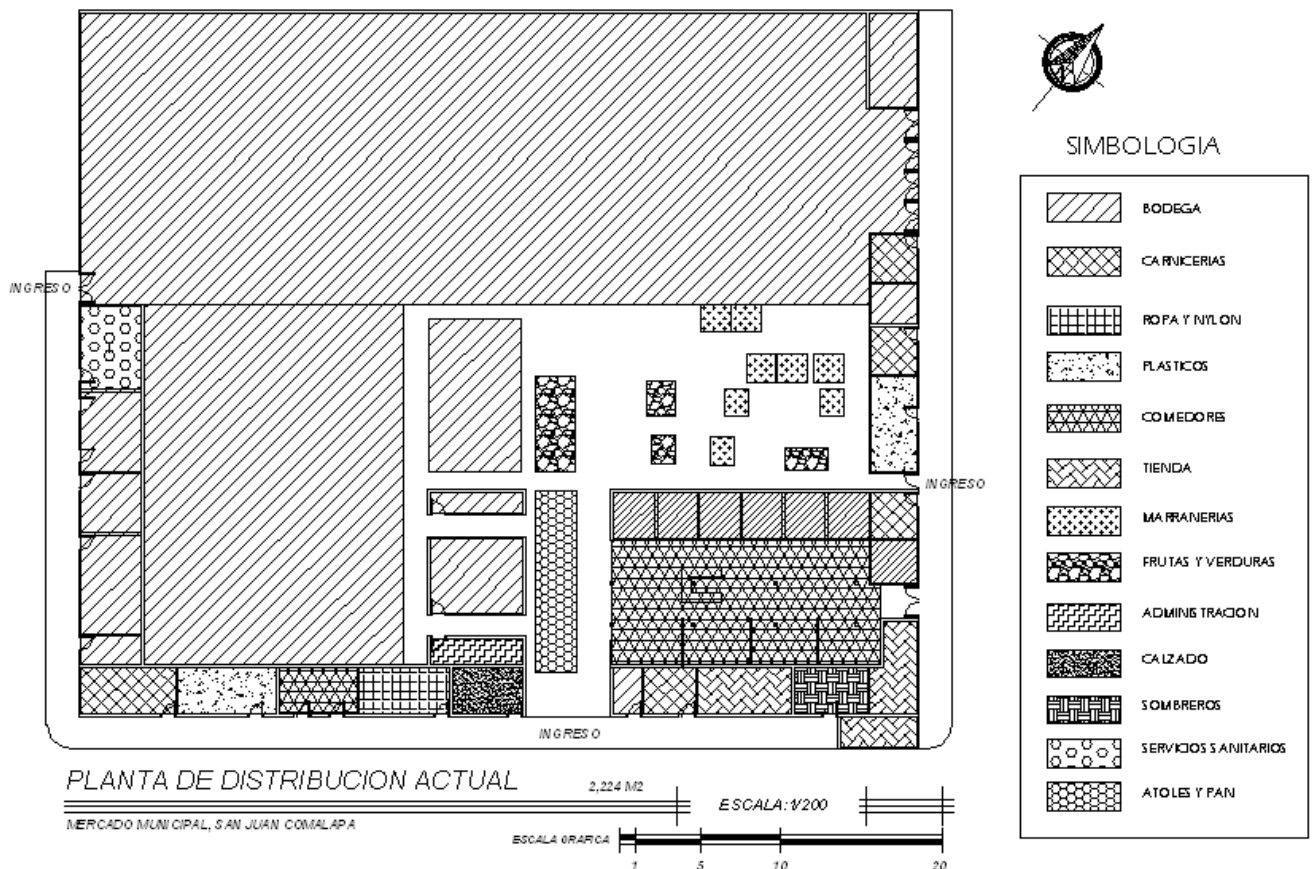 SIMBOLOGIA
BODEGA
CARNICERIAS
ROPA Y NYLON
PLASTICOS
COMEDORES
TIENDA
MARRANERIAS
FRUTAS Y VERDURAS
ADMINISTRACION
CALZADO
SOMBREROS
SERVICIOS SANITARIOS
ATOLES Y PAN
INGRESO
INGRESO
INGRESO
PLANTA DE DISTRIBUCION ACTUAL
2,224 M2
ESCALA: 1/200
MERCADO MUNICIPAL, SAN JUAN COMALAPA
ESCALA GRAFICA
1 5 10 20